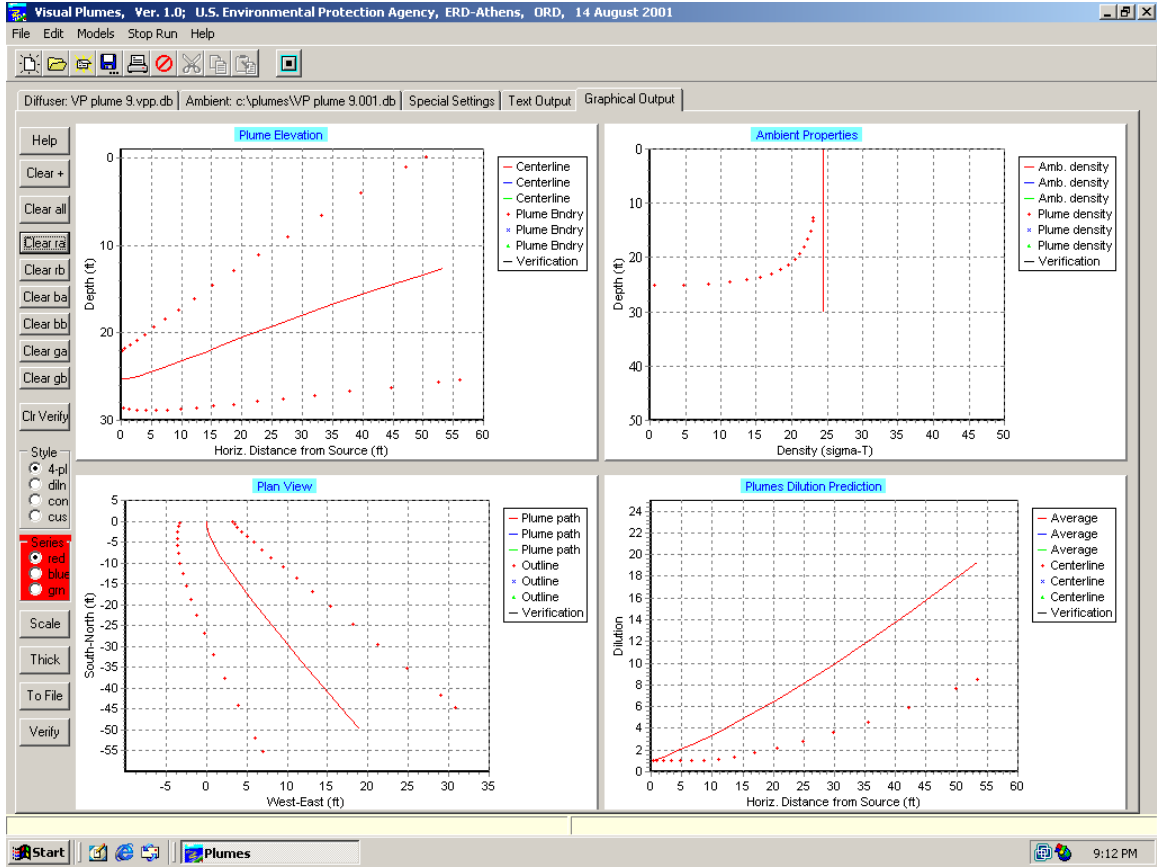 Visual Plumes, Ver. 1.0; U.S. Environmental Protection Agency, ERD-Athens, ORD, 14 August 2001
File Edit Models Stop Run Help
Diffuser: VP plume 9.vpp.db Ambient: c:\plumes\VP plume 9.001.db Special Settings Text Output Graphical Output
Help
Clear +
Clear all
Clear ra
Clear rb
Clear ba
Clear bb
Clear ga
Clear gb
Clr Verify
Style
4-pl
diln
con
cus
Series
red
blue
grn
Scale
Thick
To File
Verify
Plume Elevation
Depth (ft)
0
10
20
30
0 5 10 15 20 25 30 35 40 45 50 55 60
Horiz. Distance from Source (ft)
Centerline
Centerline
Centerline
Plume Bndry
Plume Bndry
Plume Bndry
Verification
Ambient Properties
Depth (ft)
0
10
20
30
40
50
0 5 10 15 20 25 30 35 40 45 50
Density (sigma-T)
Amb. density
Amb. density
Amb. density
Plume density
Plume density
Plume density
Verification
Plan View
South-North (ft)
5
0
-5
-10
-15
-20
-25
-30
-35
-40
-45
-50
-55
-5 0 5 10 15 20 25 30 35
West-East (ft)
Plume path
Plume path
Plume path
Outline
Outline
Outline
Verification
Plumes Dilution Prediction
Dilution
24
22
20
18
16
14
12
10
8
6
4
2
0
0 5 10 15 20 25 30 35 40 45 50 55 60
Horiz. Distance from Source (ft)
Average
Average
Average
Centerline
Centerline
Centerline
Verification
Start
Plumes
9:12 PM